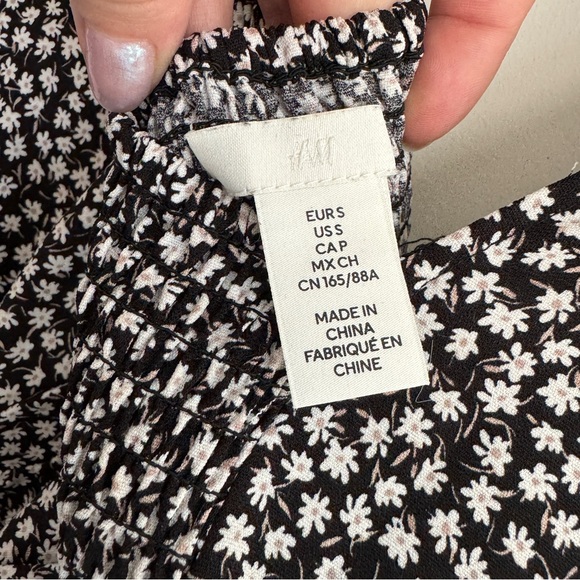 H&M
EUR S
US S
CA P
MX CH
CN 165/88A
MADE IN
CHINA
FABRIQUÉ EN
CHINE